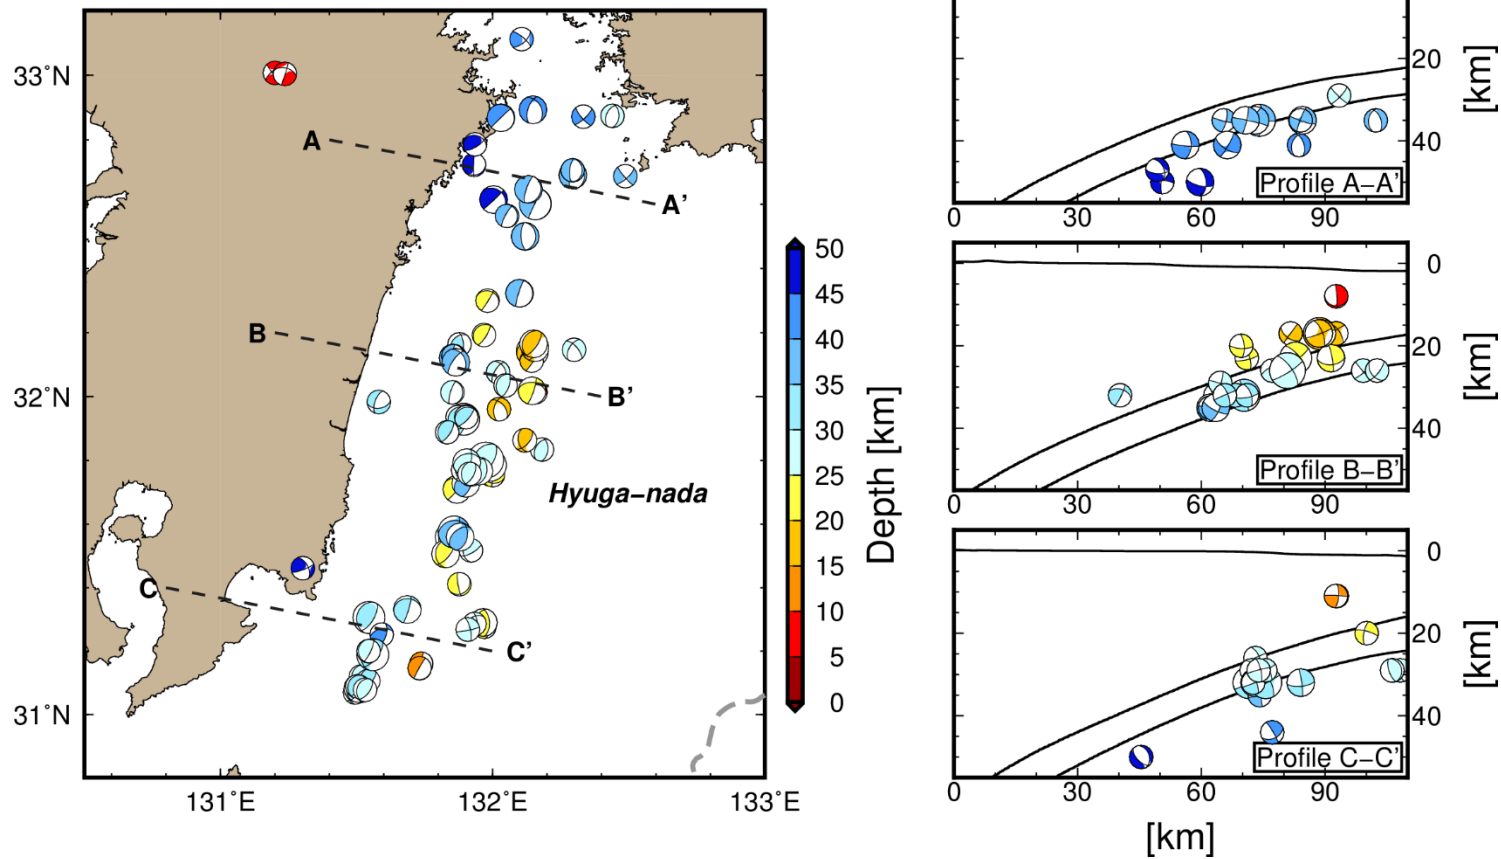 33°N
32°N
31°N
131°E
132°E
133°E
A
A'
B
B'
C
C'
Hyuga−nada
50
45
40
35
30
25
20
15
10
5
0
Depth [km]
20
40
[km]
Profile A−A'
0
30
60
90
0
20
40
[km]
Profile B−B'
0
30
60
90
0
20
40
[km]
Profile C−C'
0
30
60
90
[km]